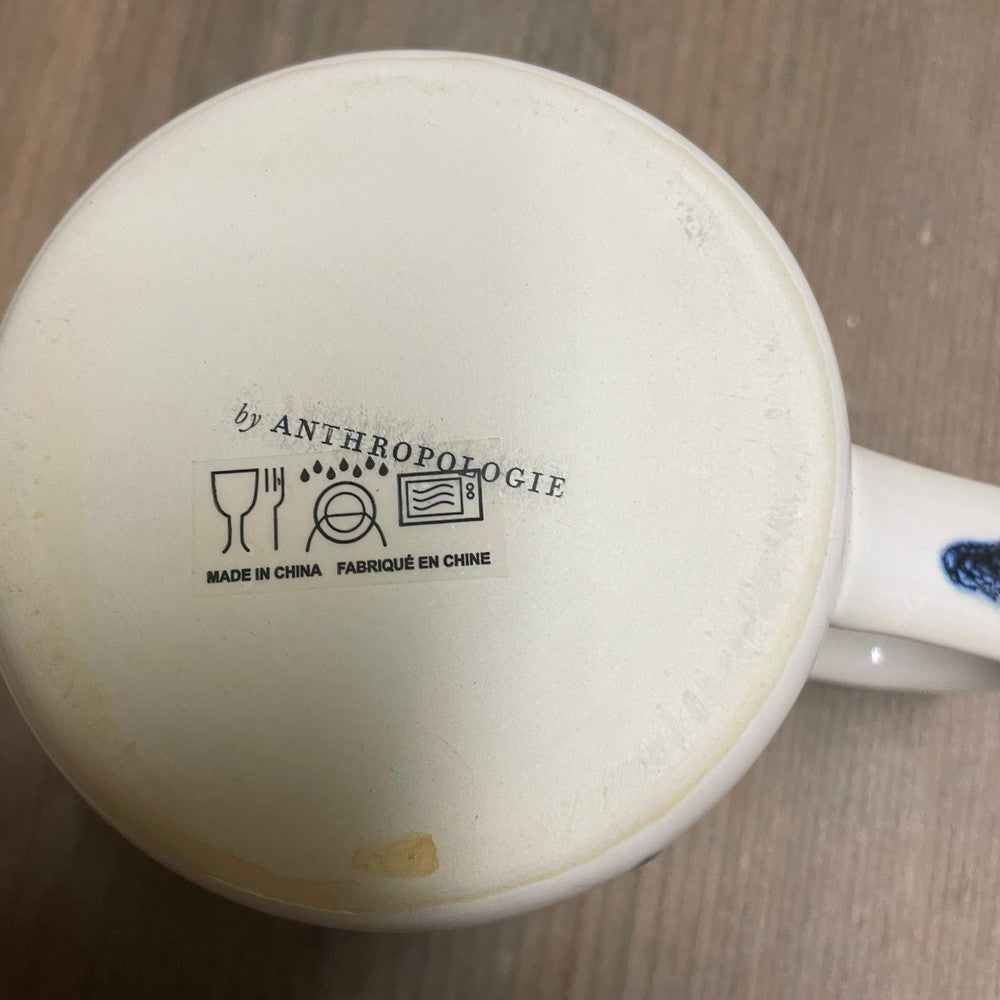 by ANTHROPOLOGIE
MADE IN CHINA FABRIQUÉ EN CHINE